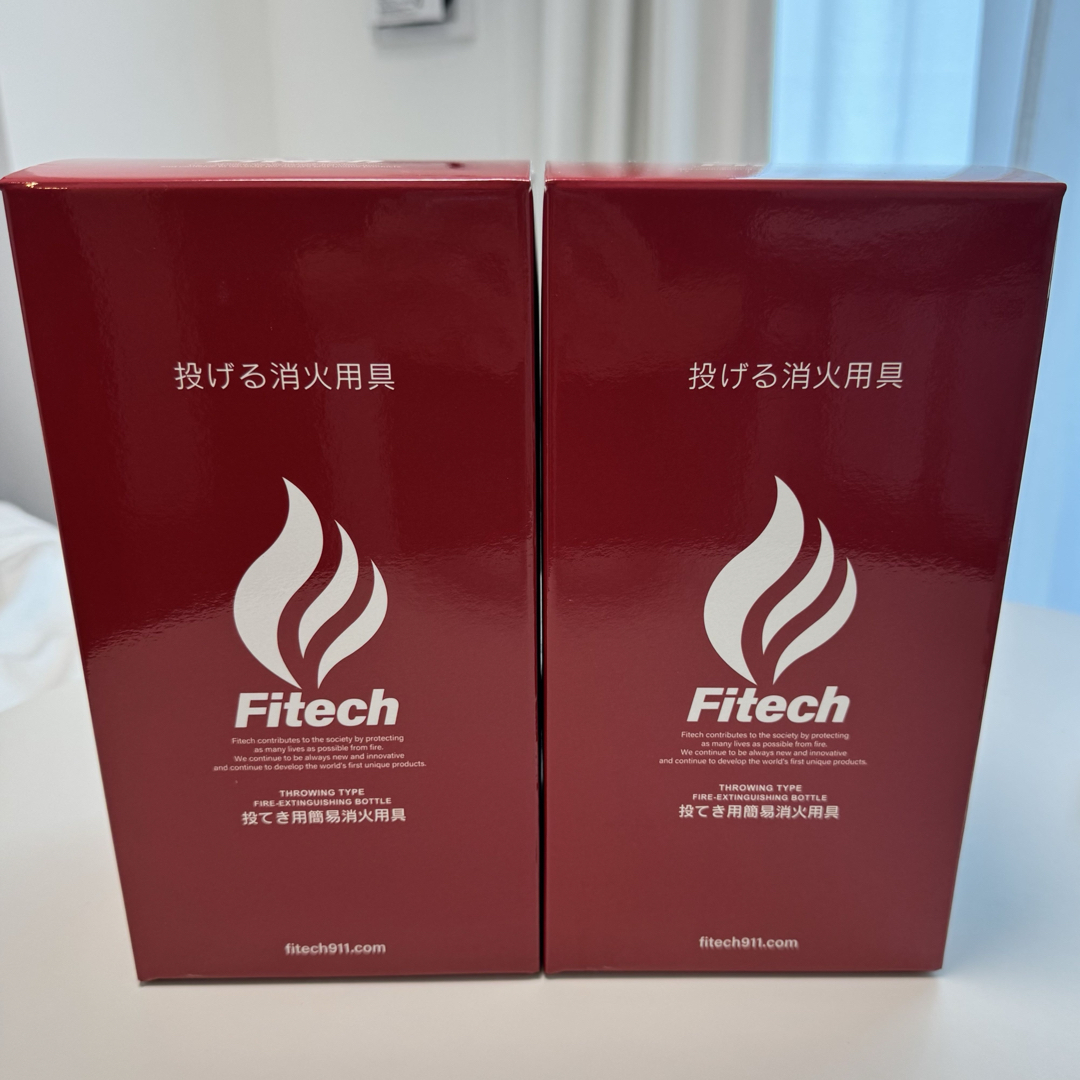 投げる消火用具
Fitech
Fitech contributes to the society by protecting
as many lives as possible from fire.
We continue to be always new and innovative
and continue to develop the world's first unique products.
THROWING TYPE
FIRE-EXTINGUISHING BOTTLE
投てき用簡易消火用具
fitech911.com
投げる消火用具
Fitech
Fitech contributes to the society by protecting
as many lives as possible from fire.
We continue to be always new and innovative
and continue to develop the world's first unique products.
THROWING TYPE
FIRE-EXTINGUISHING BOTTLE
投てき用簡易消火用具
fitech911.com